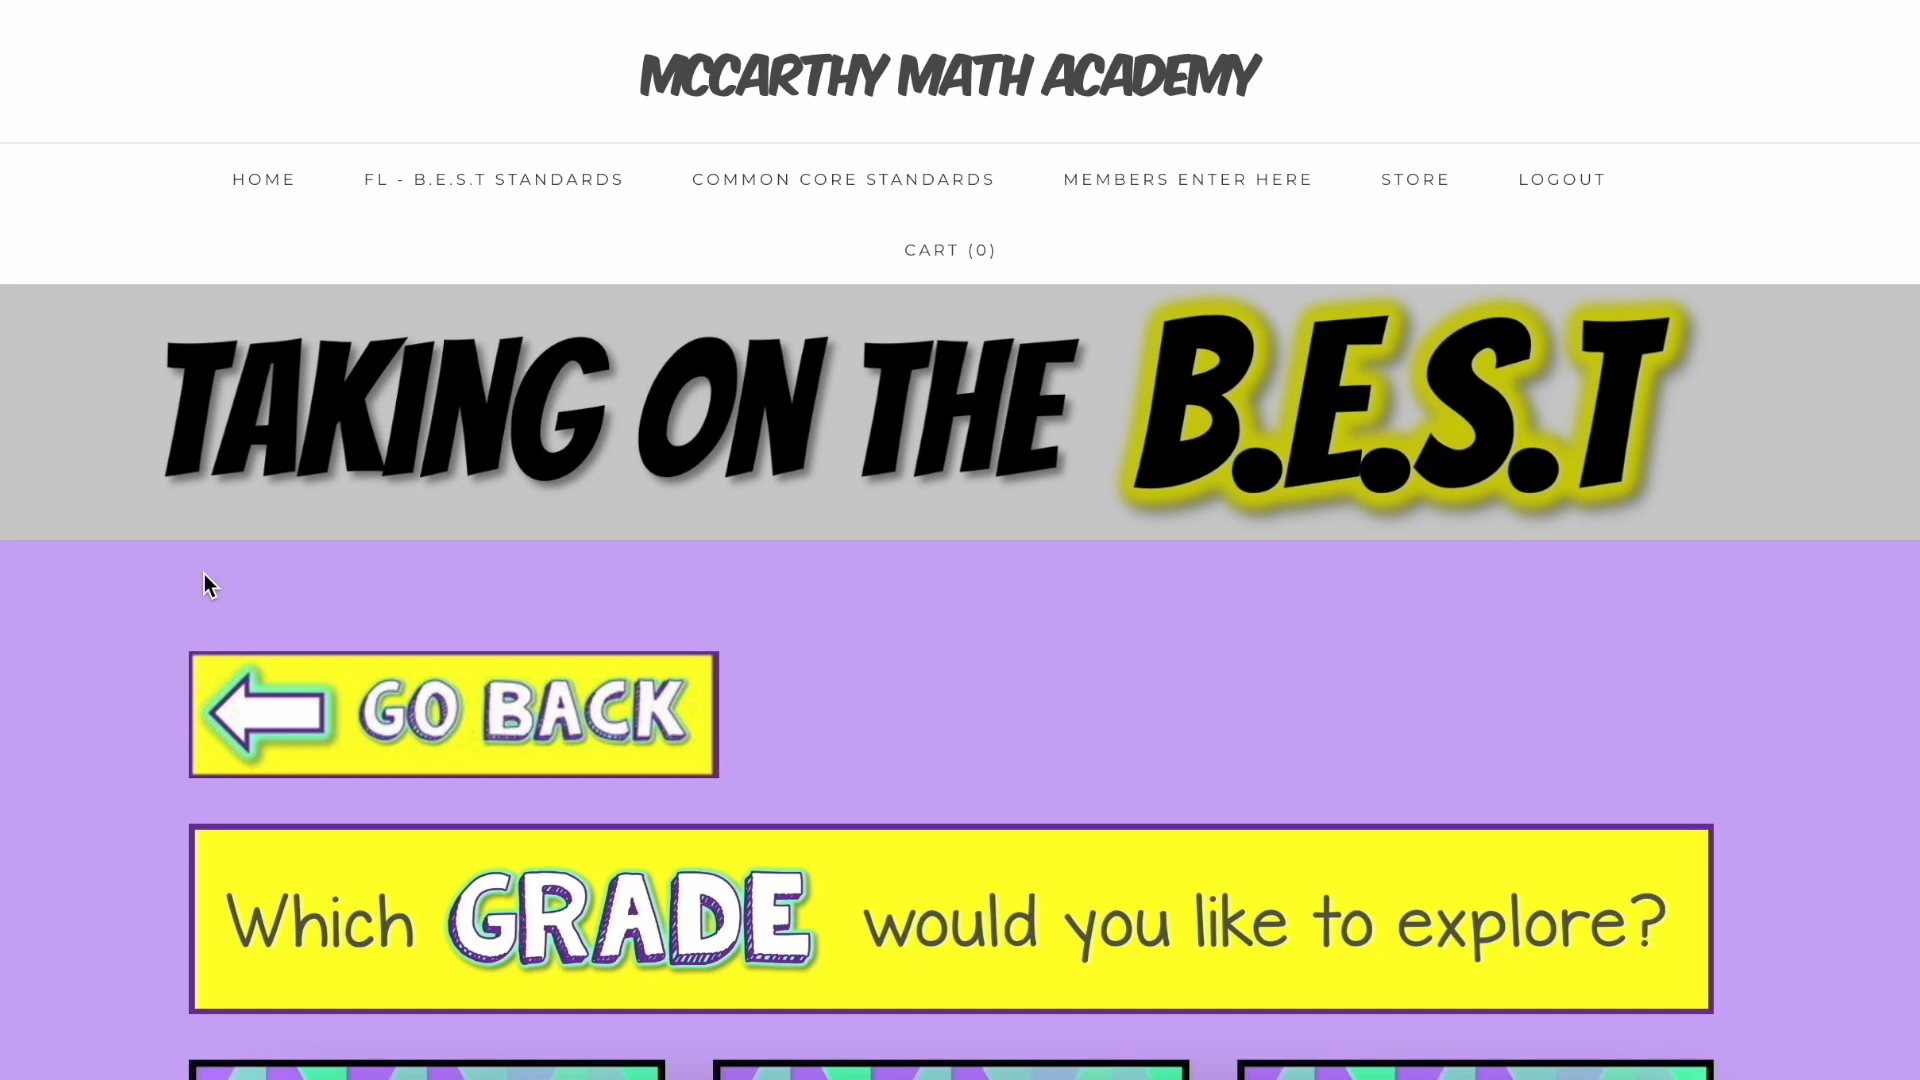 MCCARTHY MATH ACADEMY
HOME FL - B.E.S.T STANDARDS COMMON CORE STANDARDS MEMBERS ENTER HERE STORE LOGOUT
CART (0)
TAKING ON THE B.E.S.T
GO BACK
Which GRADE would you like to explore?